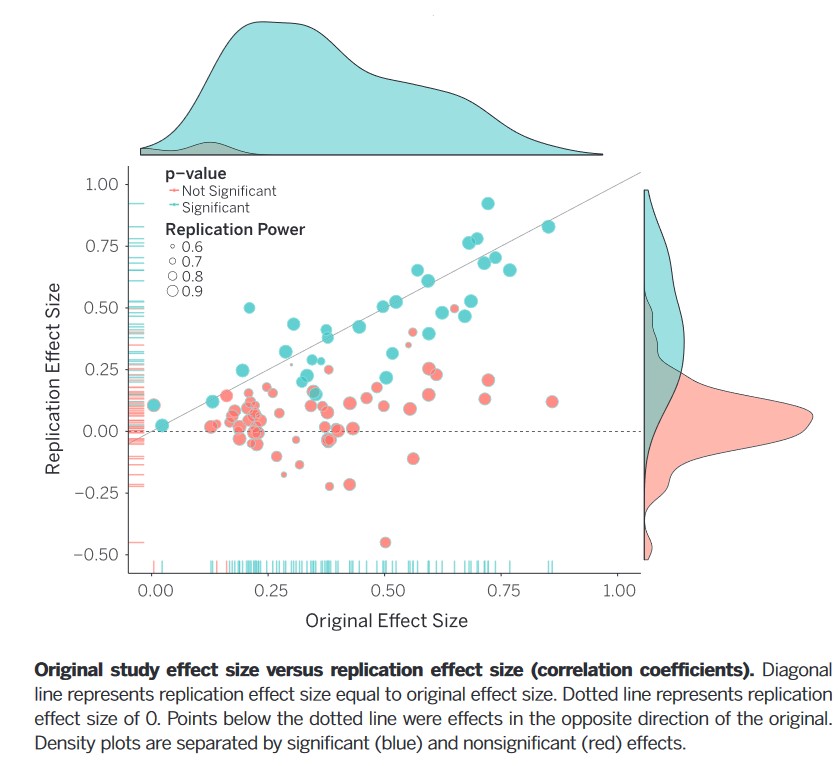 p−value
Not Significant
Significant
Replication Power
0.6
0.7
0.8
0.9
1.00
0.75
0.50
0.25
0.00
−0.25
−0.50
Replication Effect Size
0.00 0.25 0.50 0.75 1.00
Original Effect Size
Original study effect size versus replication effect size (correlation coefficients). Diagonal
line represents replication effect size equal to original effect size. Dotted line represents replication
effect size of 0. Points below the dotted line were effects in the opposite direction of the original.
Density plots are separated by significant (blue) and nonsignificant (red) effects.